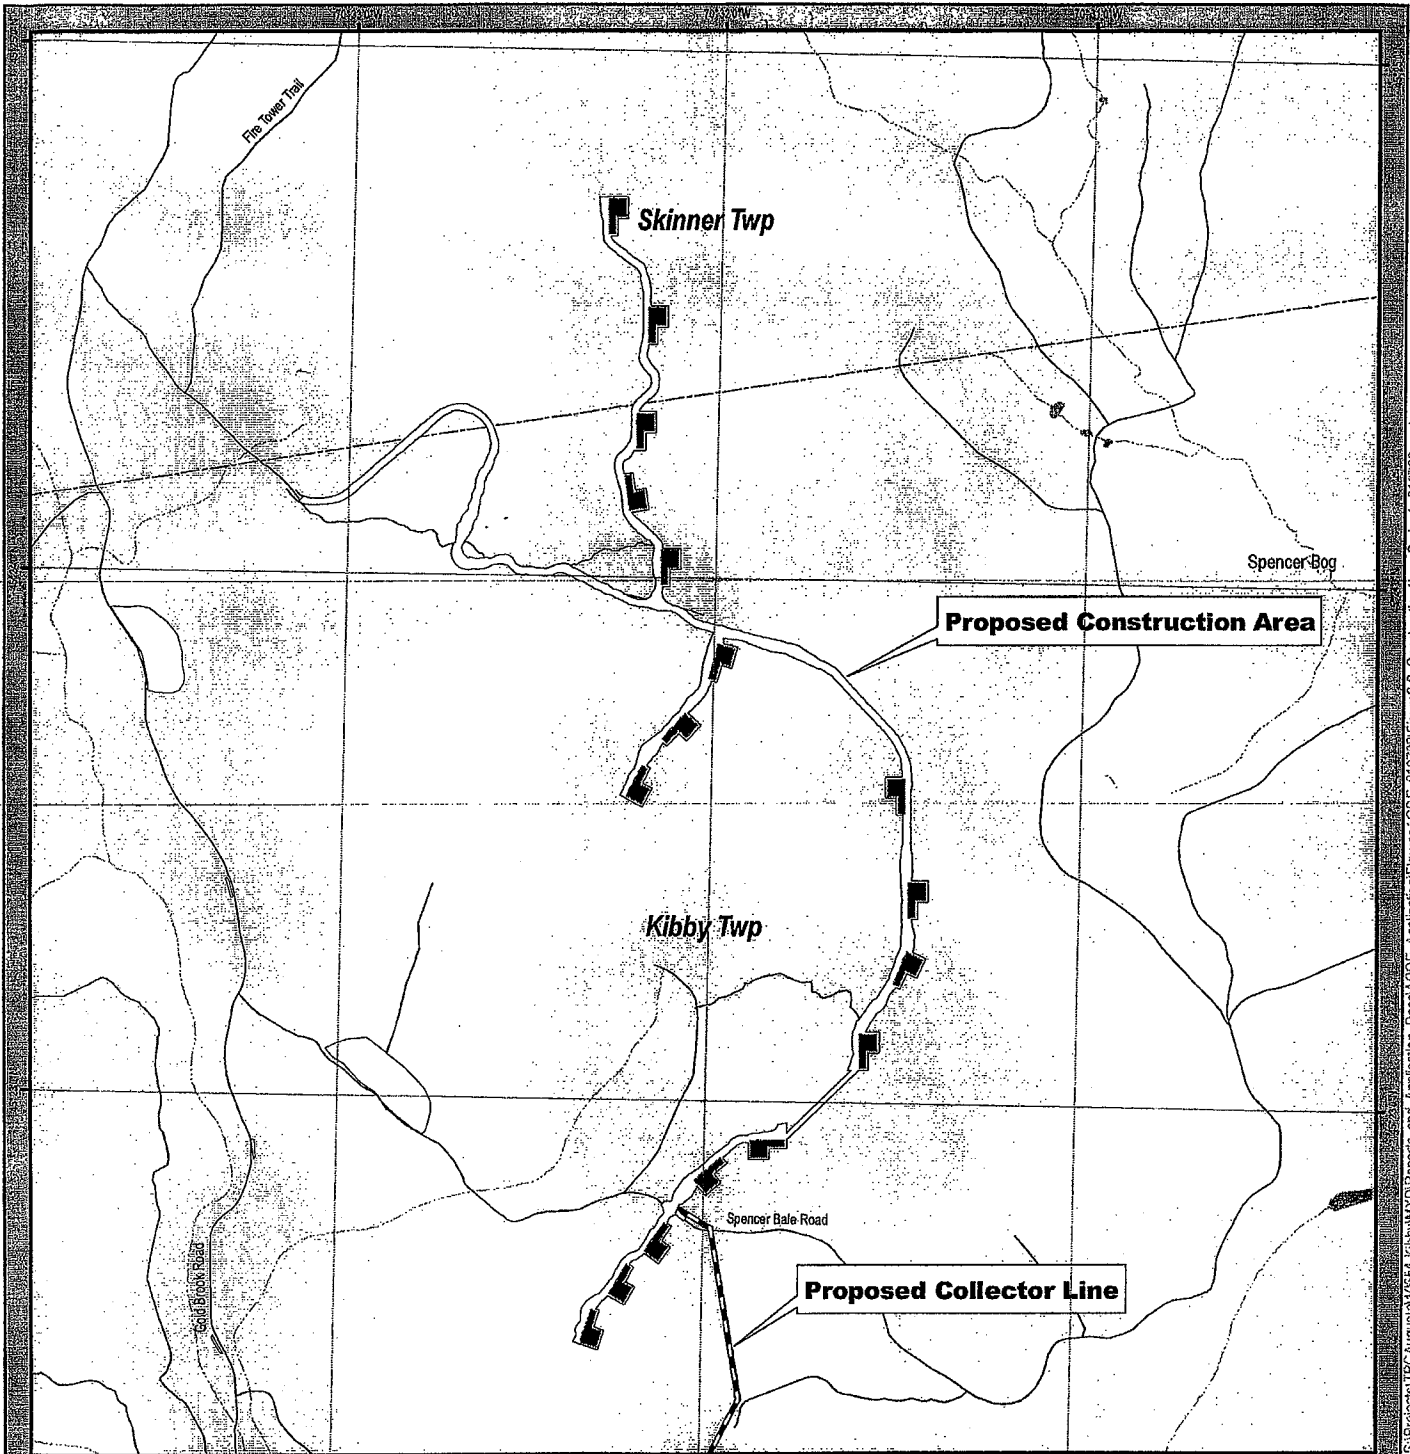 Fire Tower Trail
Skinner Twp
Spencer Bog
Proposed Construction Area
Kibby Twp
Spencer Bale Road
Gold Brook Road
Proposed Collector Line